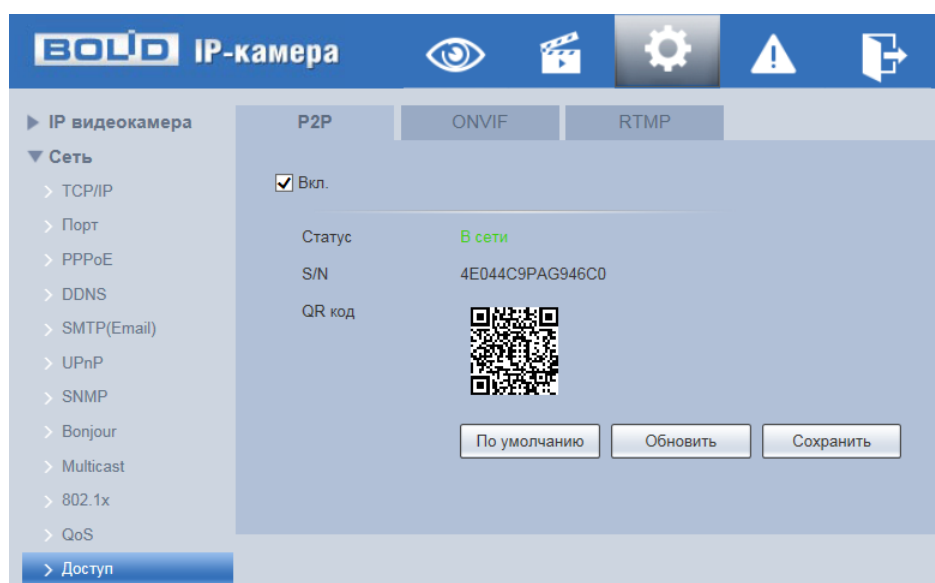 BOLID IP-камера
IP видеокамера
Сеть
TCP/IP
Порт
PPPoE
DDNS
SMTP(Email)
UPnP
SNMP
Bonjour
Multicast
802.1x
QoS
Доступ
P2P ONVIF RTMP
Вкл.
Статус В сети
S/N 4E044C9PAG946C0
QR код
По умолчанию Обновить Сохранить